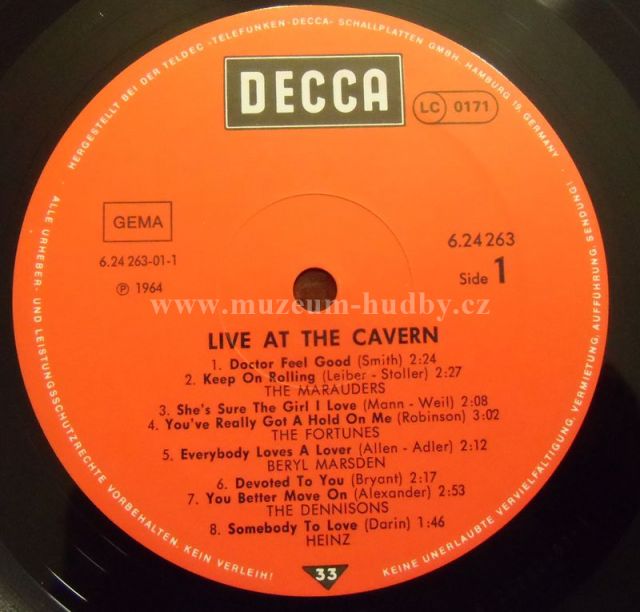 HERGESTELLT BEI DER TELDEC »TELEFUNKEN-DECCA« SCHALLPLATTEN GMBH, HAMBURG 19, GERMANY
DECCA
LC 0171
GEMA
6.24 263-01-1
℗ 1964
6.24 263
Side 1
www.muzeum-hudby.cz
LIVE AT THE CAVERN
1. Doctor Feel Good (Smith) 2:24
2. Keep On Rolling (Leiber - Stoller) 2:27
THE MARAUDERS
3. She's Sure The Girl I Love (Mann - Weil) 2:08
4. You've Really Got A Hold On Me (Robinson) 3:02
THE FORTUNES
5. Everybody Loves A Lover (Allen - Adler) 2:12
BERYL MARSDEN
6. Devoted To You (Bryant) 2:17
7. You Better Move On (Alexander) 2:53
THE DENNISONS
8. Somebody To Love (Darin) 1:46
HEINZ
33
ALLE URHEBER- UND LEISTUNGSSCHUTZRECHTE VORBEHALTEN. KEIN VERLEIH!
KEINE UNERLAUBTE VERVIELFÄLTIGUNG, VERMIETUNG, AUFFÜHRUNG, SENDUNG!